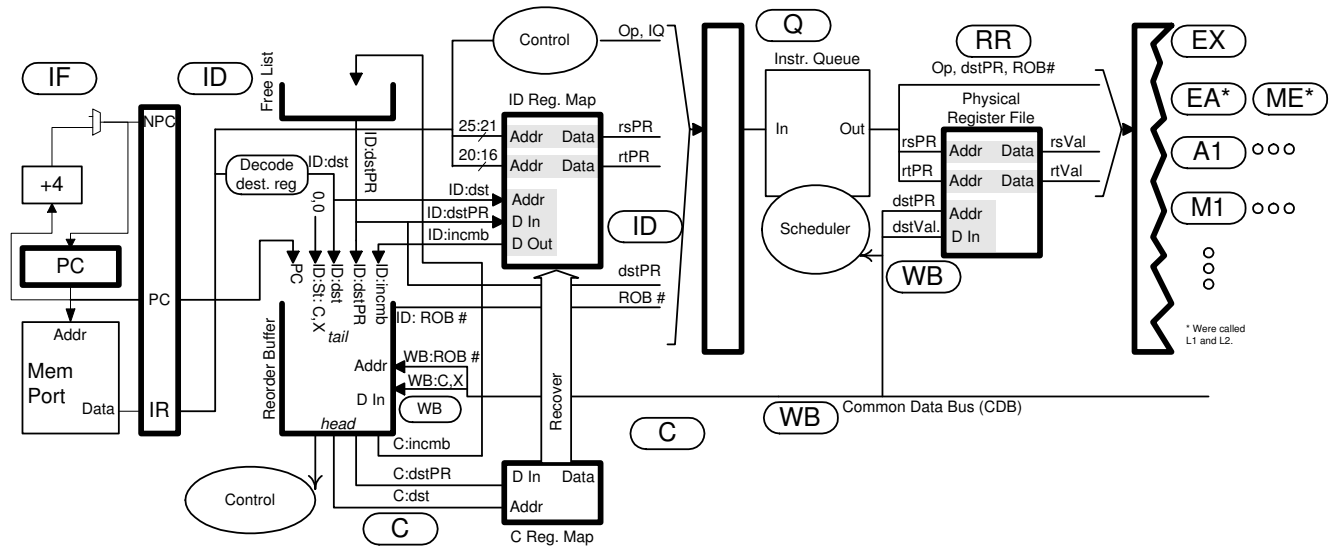 IF
+4
PC
Addr
Mem
Port
Data
NPC
PC
IR
ID
Free List
Decode
dest. reg
ID:dst
ID:dstPR
0,0
PC
ID:St: C,X
ID:dst
ID:dstPR
ID:incmb
tail
Reorder Buffer
Addr
D In
head
WB:ROB #
WB:C,X
WB
ID: ROB #
Control
C:incmb
C:dstPR
C:dst
C
Control
Op, IQ
ID Reg. Map
25:21
Addr Data
rsPR
20:16
Addr Data
rtPR
ID:dst
Addr
ID:dstPR
D In
ID:incmb
D Out
ID
dstPR
ROB #
Recover
D In Data
Addr
C Reg. Map
C
Q
Instr. Queue
In Out
Scheduler
WB
WB
Common Data Bus (CDB)
RR
Op, dstPR, ROB#
Physical
Register File
rsPR
Addr Data
rsVal
rtPR
Addr Data
rtVal
dstPR
Addr
dstVal.
D In
EX
EA*
ME*
A1
M1
* Were called
L1 and L2.